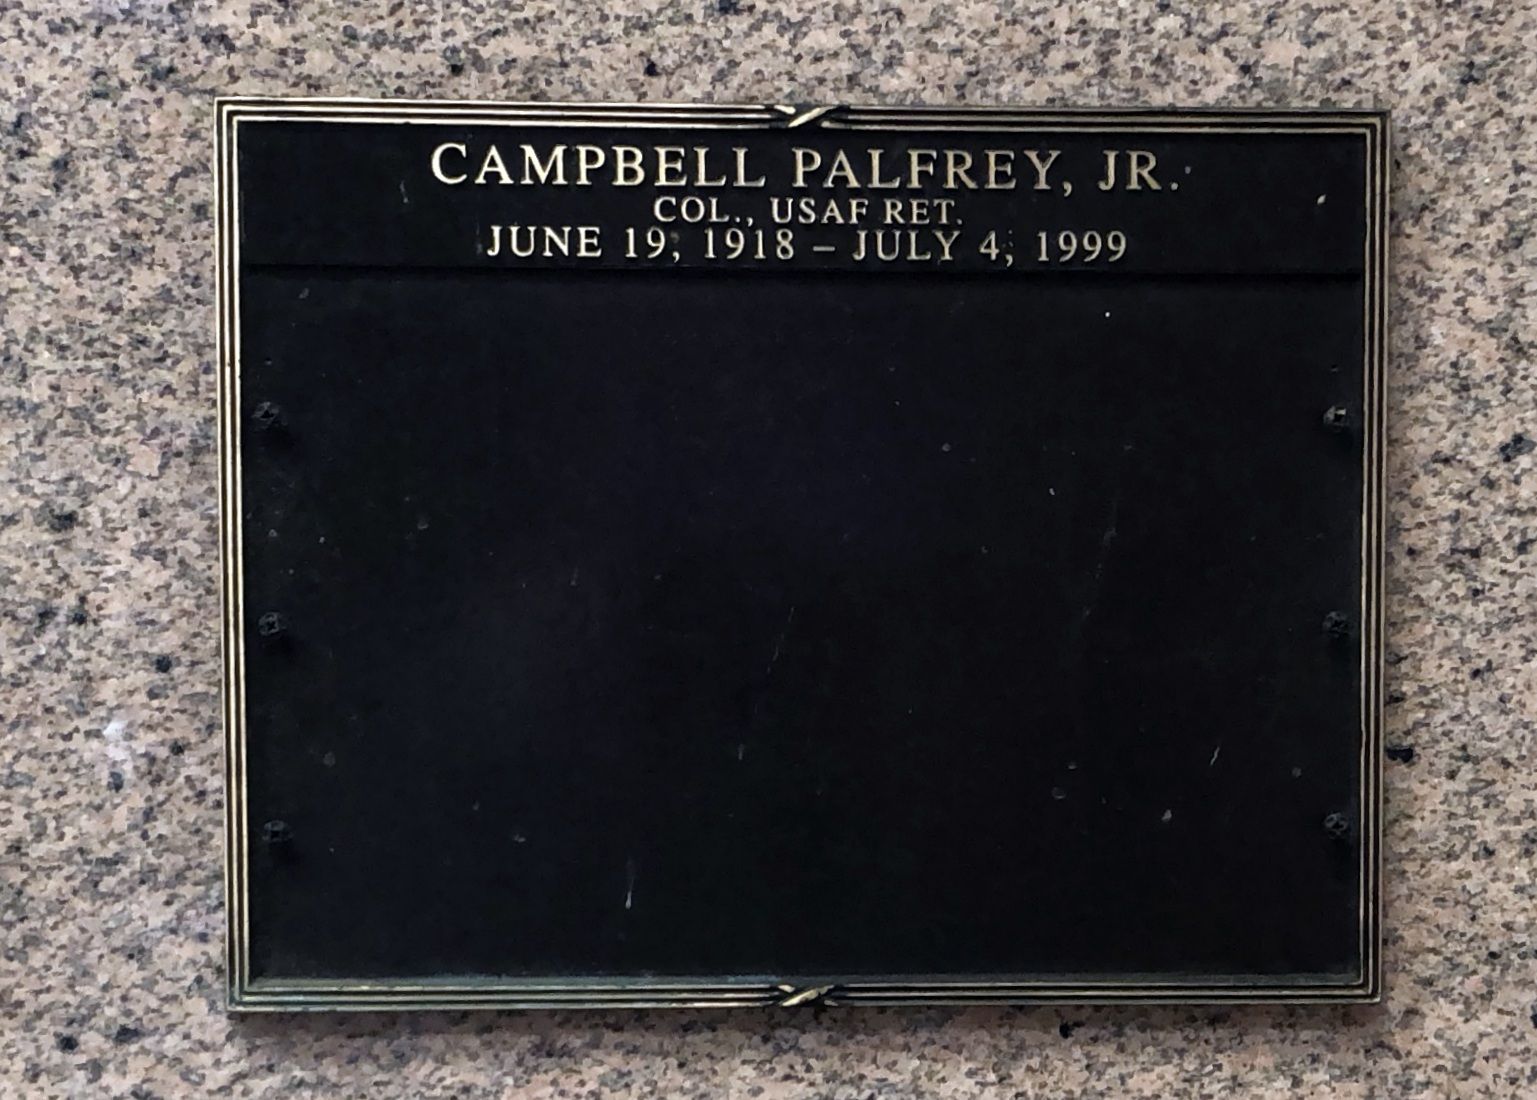 CAMPBELL PALFREY, JR.
COL., USAF RET.
JUNE 19, 1918 – JULY 4, 1999